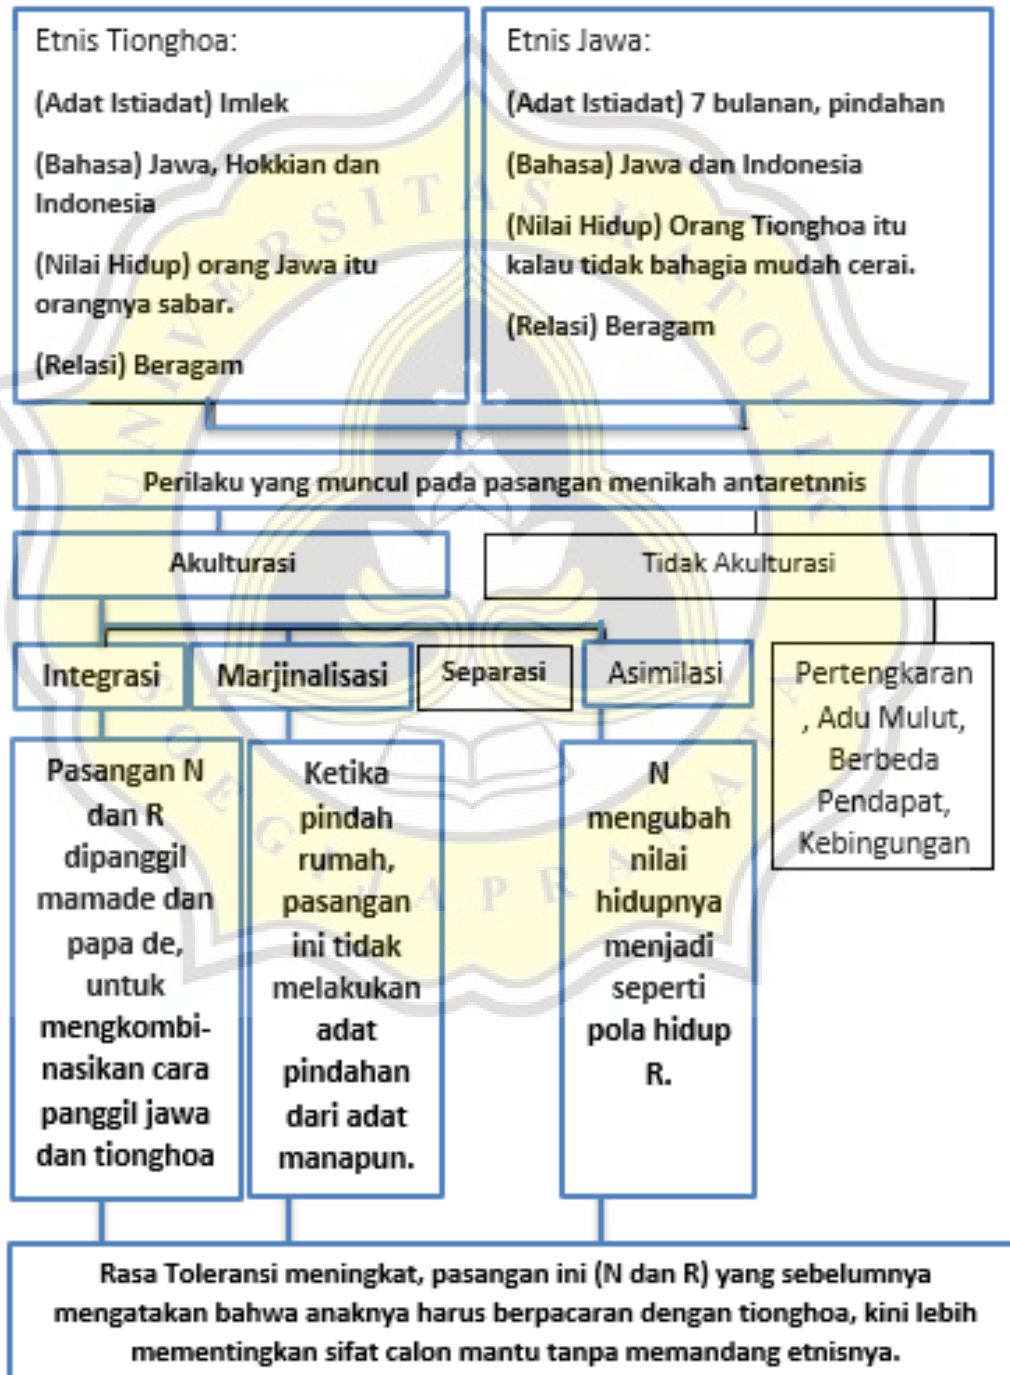 Etnis Tionghoa:
(Adat Istiadat) Imlek
(Bahasa) Jawa, Hokkian dan
Indonesia
(Nilai Hidup) orang Jawa itu
orangnya sabar.
(Relasi) Beragam
Etnis Jawa:
(Adat Istiadat) 7 bulanan, pindahan
(Bahasa) Jawa dan Indonesia
(Nilai Hidup) Orang Tionghoa itu
kalau tidak bahagia mudah cerai.
(Relasi) Beragam
Perilaku yang muncul pada pasangan menikah antaretnnis
Akulturasi
Tidak Akulturasi
Integrasi
Marjinalisasi
Separasi
Asimilasi
Pertengkaran
, Adu Mulut,
Berbeda
Pendapat,
Kebingungan
Pasangan N
dan R
dipanggil
mamade dan
papa de,
untuk
mengkombi-
nasikan cara
panggil jawa
dan tionghoa
Ketika
pindah
rumah,
pasangan
ini tidak
melakukan
adat
pindahan
dari adat
manapun.
N
mengubah
nilai
hidupnya
menjadi
seperti
pola hidup
R.
Rasa Toleransi meningkat, pasangan ini (N dan R) yang sebelumnya
mengatakan bahwa anaknya harus berpacaran dengan tionghoa, kini lebih
mementingkan sifat calon mantu tanpa memandang etnisnya.
UNIVERSITAS KATOLIK
SOEGIJAPRANATA